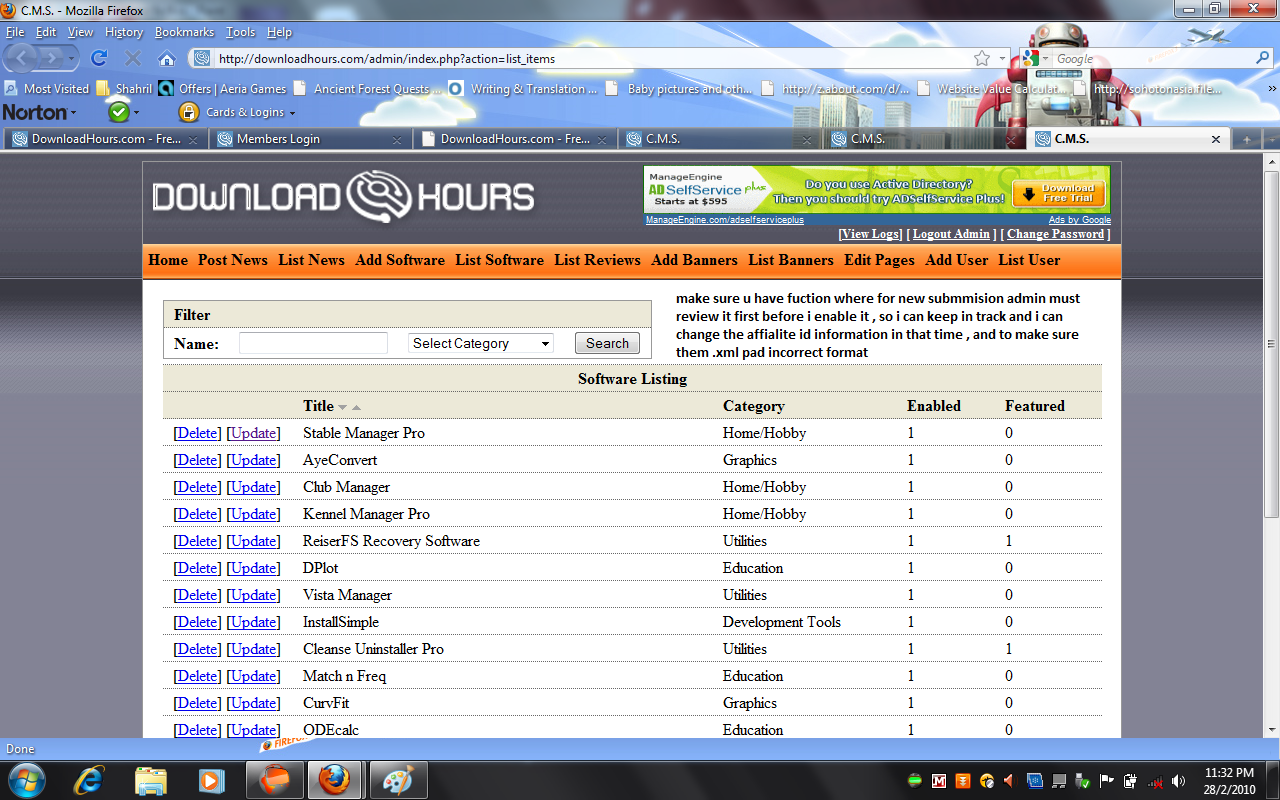 C.M.S. - Mozilla Firefox
File Edit View History Bookmarks Tools Help
http://downloadhours.com/admin/index.php?action=list_items
Google
Most Visited Shahril Offers | Aeria Games Ancient Forest Quests ... Writing & Translation ... Baby pictures and oth... http://z.about.com/d/... Website Value Calculat... http://sohotonasia.file...
Norton Cards & Logins
DownloadHours.com - Fre... Members Login DownloadHours.com - Fre... C.M.S. C.M.S. C.M.S.
DOWNLOAD HOURS
ManageEngine
ADSelfService plus
Starts at $595
Do you use Active Directory?
Then you should try ADSelfService Plus!
Download
Free Trial
ManageEngine.com/adselfserviceplus Ads by Google
[View Logs] [ Logout Admin ] [ Change Password ]
Home Post News List News Add Software List Software List Reviews Add Banners List Banners Edit Pages Add User List User
Filter
Name: Select Category Search
make sure u have fuction where for new submmision admin must
review it first before i enable it , so i can keep in track and i can
change the affialite id information in that time , and to make sure
them .xml pad incorrect format
Software Listing
Title Category Enabled Featured
[Delete] [Update] Stable Manager Pro Home/Hobby 1 0
[Delete] [Update] AyeConvert Graphics 1 0
[Delete] [Update] Club Manager Home/Hobby 1 0
[Delete] [Update] Kennel Manager Pro Home/Hobby 1 0
[Delete] [Update] ReiserFS Recovery Software Utilities 1 1
[Delete] [Update] DPlot Education 1 0
[Delete] [Update] Vista Manager Utilities 1 0
[Delete] [Update] InstallSimple Development Tools 1 0
[Delete] [Update] Cleanse Uninstaller Pro Utilities 1 1
[Delete] [Update] Match n Freq Education 1 0
[Delete] [Update] CurvFit Graphics 1 0
[Delete] [Update] ODEcalc Education 1 0
Done
11:32 PM
28/2/2010